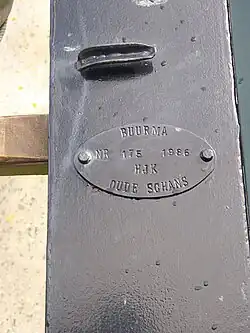 BUURMA
NR 175 1986
HJK
OUDE SCHANS